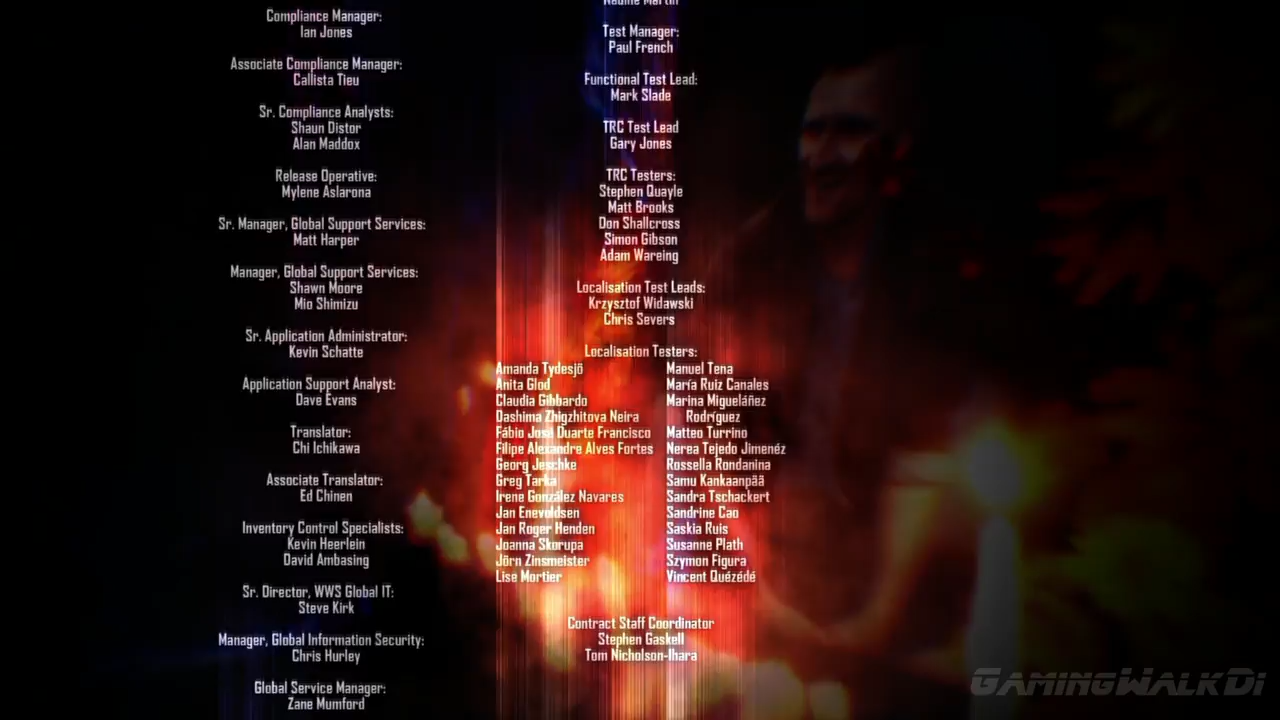 Compliance Manager:
Ian Jones
Associate Compliance Manager:
Callista Tieu
Sr. Compliance Analysts:
Shaun Distor
Alan Maddox
Release Operative:
Mylene Aslarona
Sr. Manager, Global Support Services:
Matt Harper
Manager, Global Support Services:
Shawn Moore
Mio Shimizu
Sr. Application Administrator:
Kevin Schatte
Application Support Analyst:
Dave Evans
Translator:
Chi Ichikawa
Associate Translator:
Ed Chinen
Inventory Control Specialists:
Kevin Heerlein
David Ambasing
Sr. Director, WWS Global IT:
Steve Kirk
Manager, Global Information Security:
Chris Hurley
Global Service Manager:
Zane Mumford
Nadine Martin
Test Manager:
Paul French
Functional Test Lead:
Mark Slade
TRC Test Lead
Gary Jones
TRC Testers:
Stephen Quayle
Matt Brooks
Don Shallcross
Simon Gibson
Adam Wareing
Localisation Test Leads:
Krzysztof Widawski
Chris Severs
Localisation Testers:
Amanda Tydesjö
Anita Glod
Claudia Gibbardo
Dashima Zhigzhitova Neira
Fábio José Duarte Francisco
Filipe Alexandre Alves Fortes
Georg Jeschke
Greg Tarka
Irene González Navares
Jan Enevoldsen
Jan Roger Henden
Joanna Skorupa
Jörn Zinsmeister
Lise Mortier
Manuel Tena
María Ruiz Canales
Marina Migueláñez
Rodríguez
Matteo Turrino
Nerea Tejedo Jimenéz
Rossella Rondanina
Samu Kankaanpää
Sandra Tschackert
Sandrine Cao
Saskia Ruis
Susanne Plath
Szymon Figura
Vincent Quézédé
Contract Staff Coordinator
Stephen Gaskell
Tom Nicholson-Ihara
GamingWalkDi